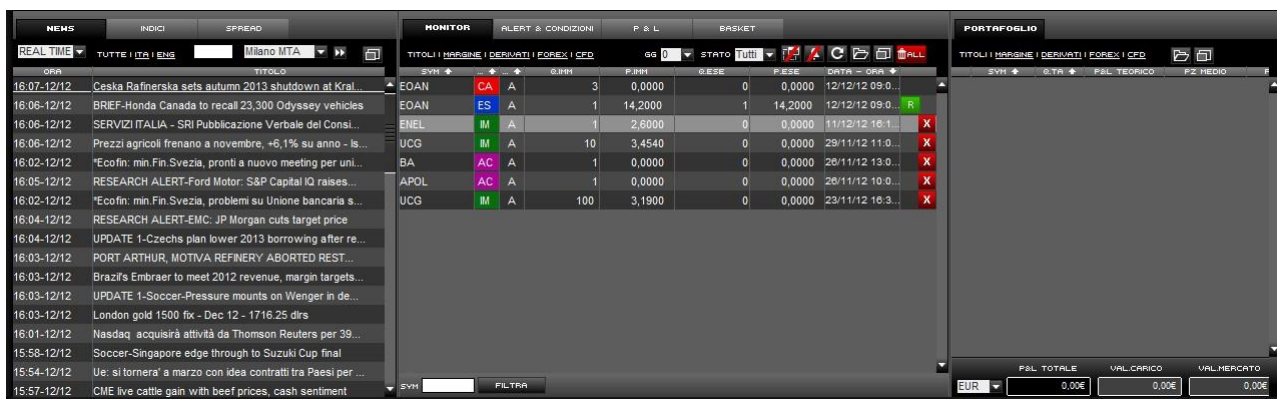 NEWS INDICI SPREAD
REAL TIME TUTTE | ITA | ENG Milano MTA
ORA TITOLO
16:07-12/12 Ceska Rafinerska sets autumn 2013 shutdown at Kral...
16:06-12/12 BRIEF-Honda Canada to recall 23,300 Odyssey vehicles
16:06-12/12 SERVIZI ITALIA - SRI Pubblicazione Verbale del Consi...
16:06-12/12 Prezzi agricoli frenano a novembre, +6,1% su anno - Is...
16:02-12/12 *Ecofin: min.Fin.Svezia, pronti a nuovo meeting per uni...
16:05-12/12 RESEARCH ALERT-Ford Motor: S&P Capital IQ raises...
16:02-12/12 *Ecofin: min.Fin.Svezia, problemi su Unione bancaria s...
16:04-12/12 RESEARCH ALERT-EMC: JP Morgan cuts target price
16:04-12/12 UPDATE 1-Czechs plan lower 2013 borrowing after re...
16:03-12/12 PORT ARTHUR, MOTIVA REFINERY ABORTED REST...
16:03-12/12 Brazil's Embraer to meet 2012 revenue, margin targets...
16:03-12/12 UPDATE 1-Soccer-Pressure mounts on Wenger in de...
16:03-12/12 London gold 1500 fix - Dec 12 - 1716.25 dlrs
16:01-12/12 Nasdaq acquisirà attività da Thomson Reuters per 39...
15:58-12/12 Soccer-Singapore edge through to Suzuki Cup final
15:54-12/12 Ue: si tornera' a marzo con idea contratti tra Paesi per ...
15:57-12/12 CME live cattle gain with beef prices, cash sentiment
MONITOR ALERT & CONDIZIONI P & L BASKET
TITOLI | MARGINE | DERIVATI | FOREX | CFD GG 0 STATO Tutti ALL
SYM ... ... Q.IMM P.IMM Q.ESE P.ESE DATA - ORA
EOAN CA A 3 0,0000 0 0,0000 12/12/12 09:0...
EOAN ES A 1 14,2000 1 14,2000 12/12/12 09:0... R
ENEL IM A 1 2,6000 0 0,0000 11/12/12 16:1... X
UCG IM A 10 3,4540 0 0,0000 29/11/12 11:0... X
BA AC A 1 0,0000 0 0,0000 26/11/12 13:0... X
APOL AC A 1 0,0000 0 0,0000 26/11/12 10:0... X
UCG IM A 100 3,1900 0 0,0000 23/11/12 16:3... X
SYM FILTRA
PORTAFOGLIO
TITOLI | MARGINE | DERIVATI | FOREX | CFD
SYM Q.TA P&L TEORICO PZ MEDIO
P&L TOTALE VAL.CARICO VAL.MERCATO
EUR 0,00€ 0,00€ 0,00€